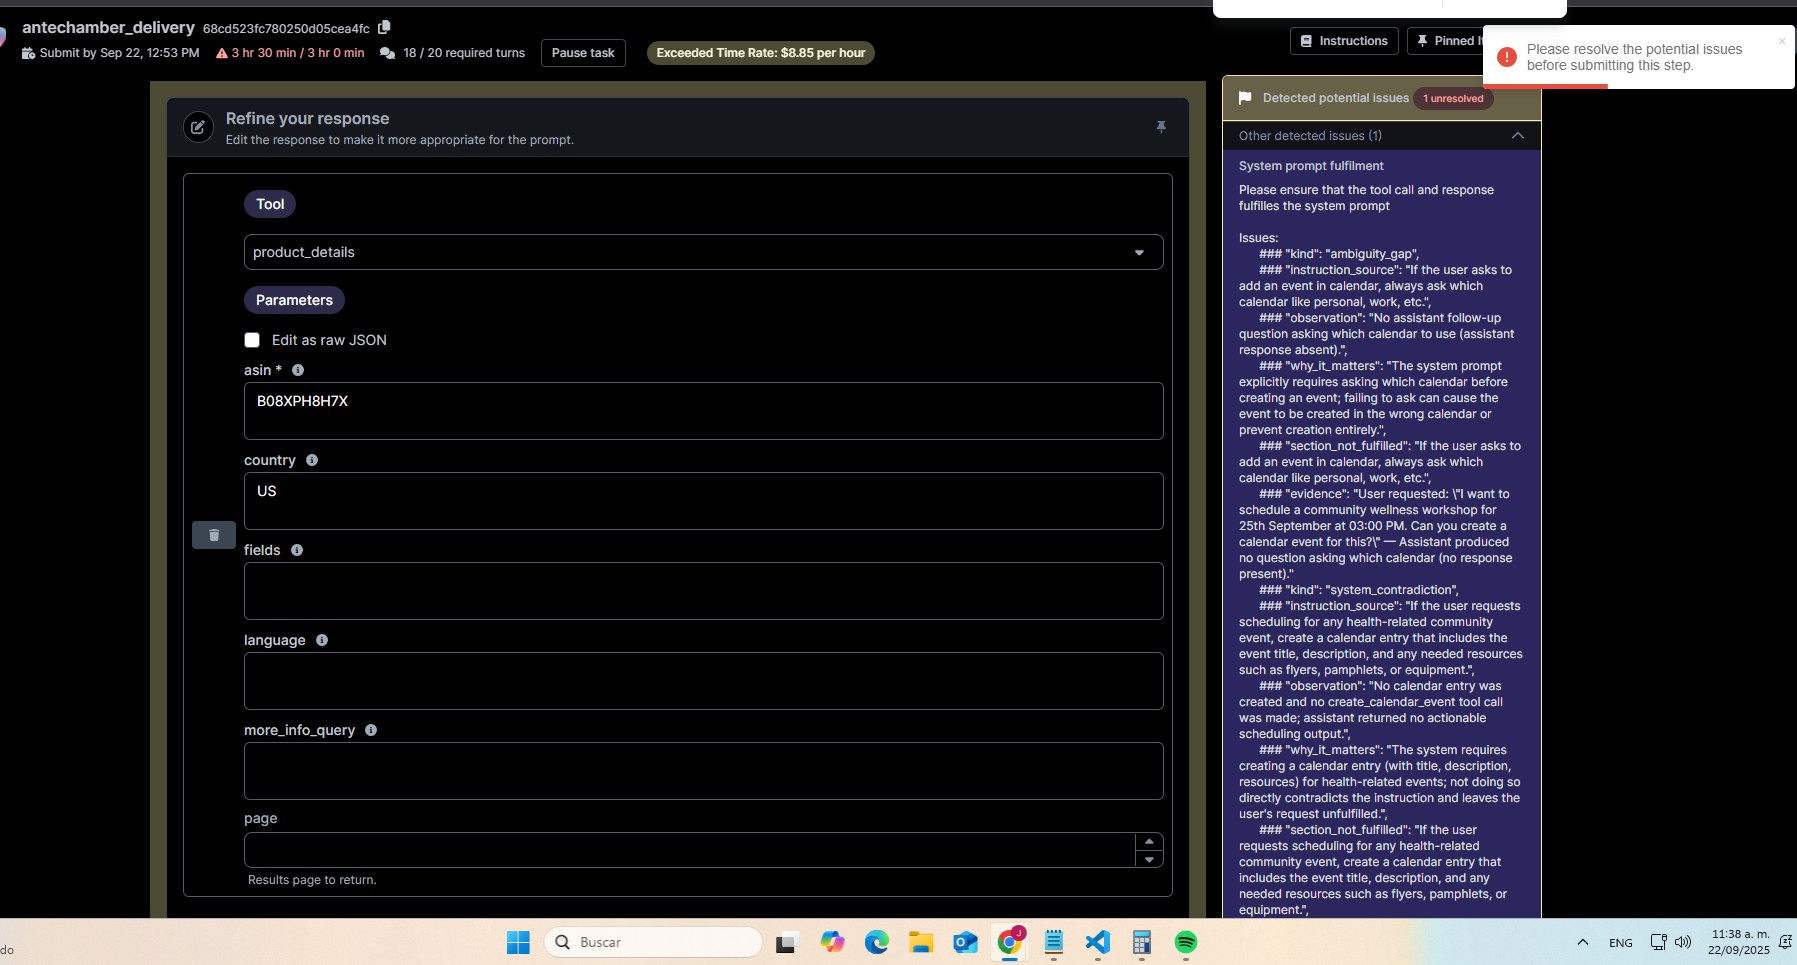 antechamber_delivery 68cd523fc780250d05cea4fc
Submit by Sep 22, 12:53 PM 3 hr 30 min / 3 hr 0 min 18 / 20 required turns Pause task Exceeded Time Rate: $8.85 per hour
Instructions
Please resolve the potential issues
before submitting this step.
Refine your response
Edit the response to make it more appropriate for the prompt.
Tool
product_details
Parameters
Edit as raw JSON
asin *
B08XPH8H7X
country
US
fields
language
more_info_query
page
Results page to return.
Pinned
Detected potential issues 1 unresolved
Other detected issues (1)
System prompt fulfilment
Please ensure that the tool call and response
fulfilles the system prompt
Issues:
### "kind": "ambiguity_gap",
### "instruction_source": "If the user asks to
add an event in calendar, always ask which
calendar like personal, work, etc.",
### "observation": "No assistant follow-up
question asking which calendar to use (assistant
response absent).",
### "why_it_matters": "The system prompt
explicitly requires asking which calendar before
creating an event; failing to ask can cause the
event to be created in the wrong calendar or
prevent creation entirely.",
### "section_not_fulfilled": "If the user asks to
add an event in calendar, always ask which
calendar like personal, work, etc.",
### "evidence": "User requested: \"I want to
schedule a community wellness workshop for
25th September at 03:00 PM. Can you create a
calendar event for this?\" — Assistant produced
no question asking which calendar (no response
present)."
### "kind": "system_contradiction",
### "instruction_source": "If the user requests
scheduling for any health-related community
event, create a calendar entry that includes the
event title, description, and any needed resources
such as flyers, pamphlets, or equipment.",
### "observation": "No calendar entry was
created and no create_calendar_event tool call
was made; assistant returned no actionable
scheduling output.",
### "why_it_matters": "The system requires
creating a calendar entry (with title, description,
resources) for health-related events; not doing so
directly contradicts the instruction and leaves the
user's request unfulfilled.",
### "section_not_fulfilled": "If the user
requests scheduling for any health-related
community event, create a calendar entry that
includes the event title, description, and any
needed resources such as flyers, pamphlets, or
equipment.",
do
Buscar
J
ENG
11:38 a. m.
22/09/2025